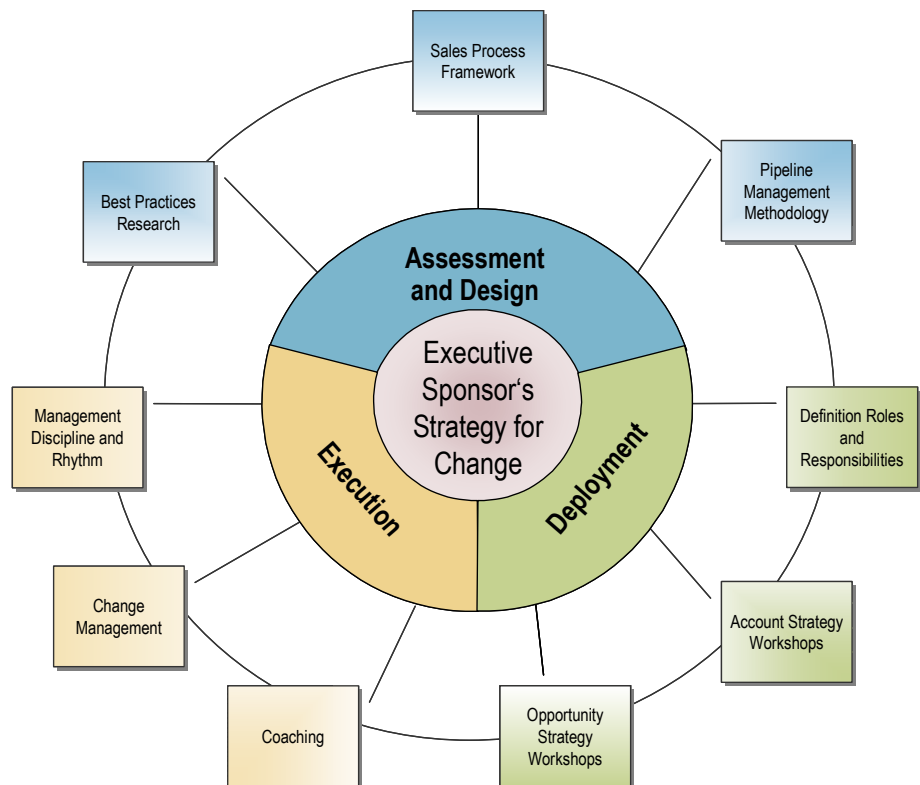 Sales Process
Framework
Best Practices
Research
Pipeline
Management
Methodology
Assessment
and Design
Executive
Sponsor‘s
Strategy for
Change
Execution
Deployment
Management
Discipline and
Rhythm
Definition Roles
and
Responsibilities
Change
Management
Account Strategy
Workshops
Coaching
Opportunity
Strategy
Workshops